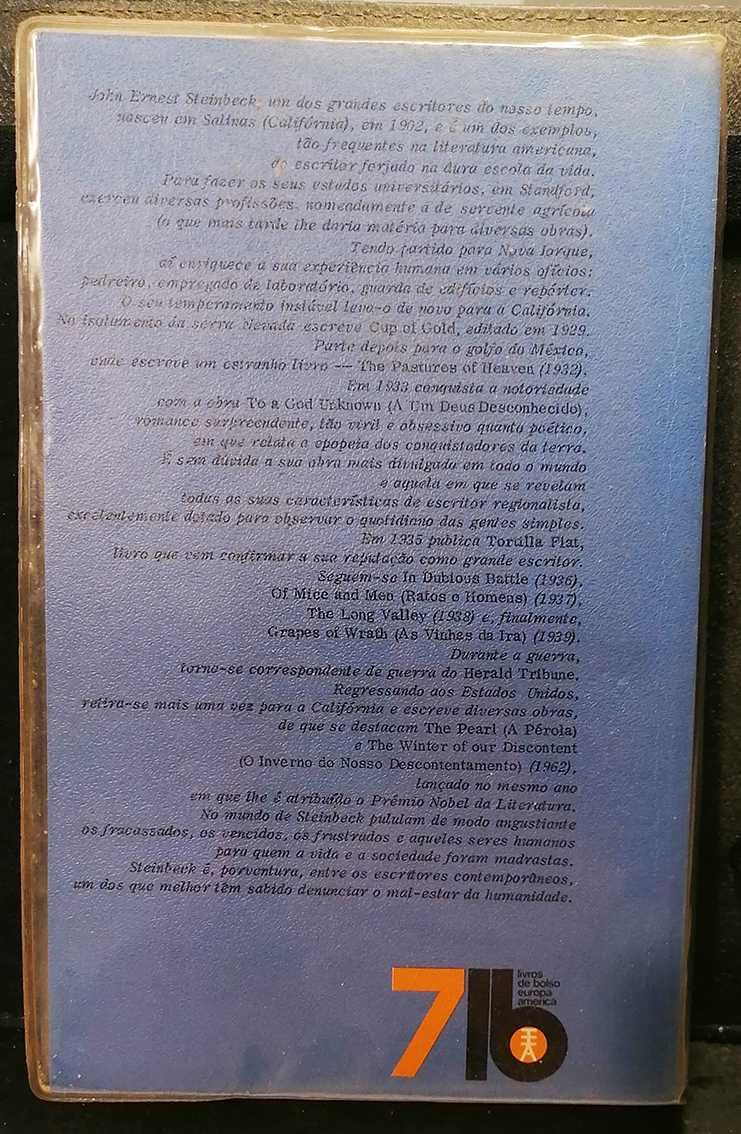 John Ernest Steinbeck, um dos grandes escritores do nosso tempo,
nasceu em Salinas (Califórnia), em 1902, e é um dos exemplos,
tão frequentes na literatura americana,
do escritor forjado na dura escola da vida.
Para fazer os seus estudos universitários, em Standford,
exerceu diversas profissões, nomeadamente a de servente agrícola
(o que mais tarde lhe daria matéria para diversas obras).
Tendo partido para Nova Iorque,
aí enriquece a sua experiência humana em vários ofícios:
pedreiro, empregado de laboratório, guarda de edifícios e repórter.
O seu temperamento instável leva-o de novo para a Califórnia.
No isolamento da serra Nevada escreve Cup of Gold, editado em 1929.
Parte depois para o golfo do México,
onde escreve um estranho livro — The Pastures of Heaven (1932).
Em 1933 conquista a notoriedade
com a obra To a God Unknown (A Um Deus Desconhecido),
romance surpreendente, tão viril e obsessivo quanto poético,
em que relata a epopeia dos conquistadores da terra.
É sem dúvida a sua obra mais divulgada em todo o mundo
e aquela em que se revelam
todas as suas características de escritor regionalista,
excelentemente dotado para observar o quotidiano das gentes simples.
Em 1935 publica Tortilla Flat,
livro que vem confirmar a sua reputação como grande escritor.
Seguem-se In Dubious Battle (1936),
Of Mice and Men (Ratos e Homens) (1937),
The Long Valley (1938) e, finalmente,
Grapes of Wrath (As Vinhas da Ira) (1939).
Durante a guerra,
torna-se correspondente de guerra do Herald Tribune.
Regressando aos Estados Unidos,
retira-se mais uma vez para a Califórnia e escreve diversas obras,
de que se destacam The Pearl (A Pérola)
e The Winter of our Discontent
(O Inverno do Nosso Descontentamento) (1962),
lançado no mesmo ano
em que lhe é atribuído o Prémio Nobel da Literatura.
No mundo de Steinbeck pululam de modo angustiante
os fracassados, os vencidos, os frustrados e aqueles seres humanos
para quem a vida e a sociedade foram madrastas.
Steinbeck é, porventura, entre os escritores contemporâneos,
um dos que melhor têm sabido denunciar o mal-estar da humanidade.
7 lb
livros
de bolso
europa
américa
EA